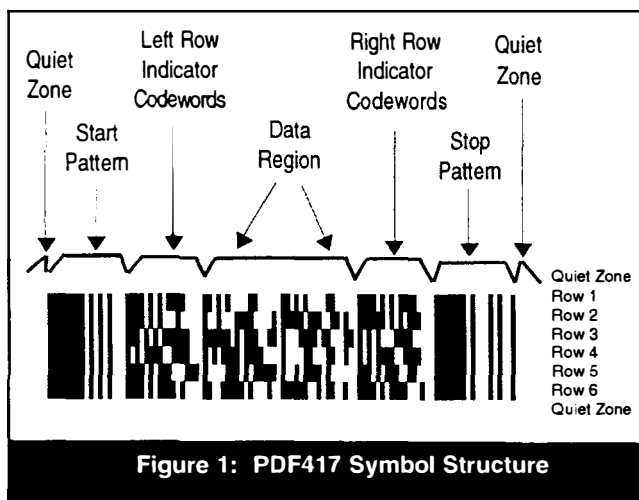 Quiet
Zone
Left Row
Indicator
Codewords
Right Row
Indicator
Codewords
Quiet
Zone
Start
Pattern
Data
Region
Stop
Pattern
Quiet Zone
Row 1
Row 2
Row 3
Row 4
Row 5
Row 6
Quiet Zone
Figure 1: PDF417 Symbol Structure